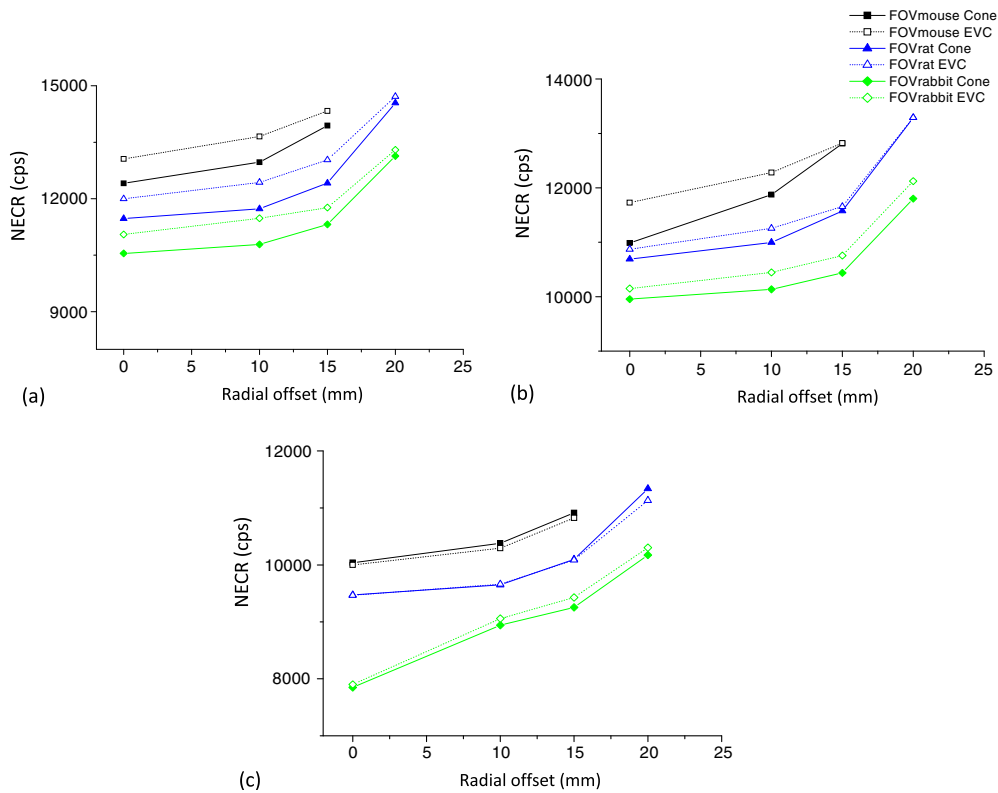 FOVmouse Cone
FOVmouse EVC
FOVrat Cone
FOVrat EVC
FOVrabbit Cone
FOVrabbit EVC
15000
12000
9000
NECR (cps)
0 5 10 15 20 25
Radial offset (mm)
(a)
14000
12000
10000
NECR (cps)
0 5 10 15 20 25
Radial offset (mm)
(b)
10000
10000
8000
NECR (cps)
0 5 10 15 20 25
Radial offset (mm)
(c)